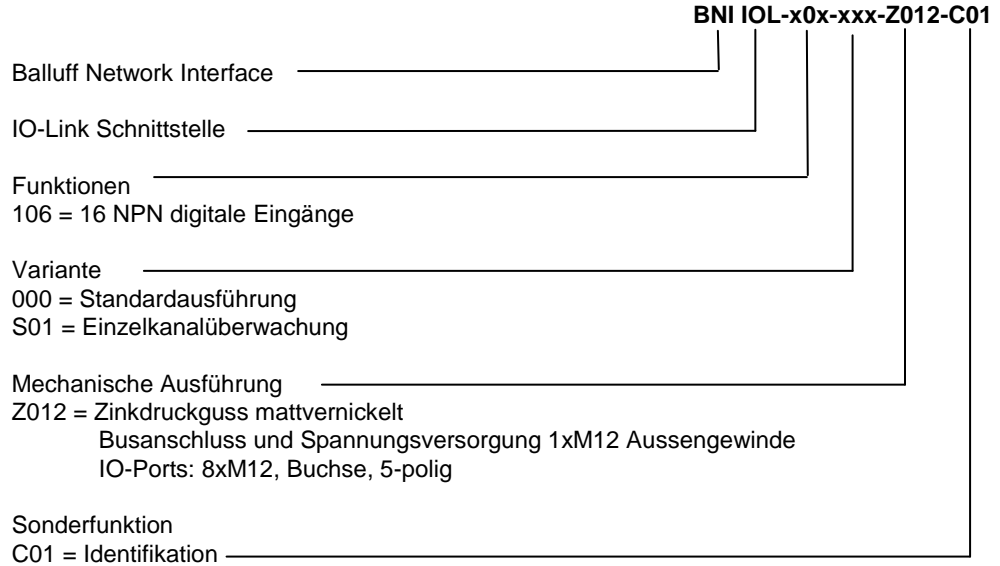 BNI IOL-x0x-xxx-Z012-C01
Balluff Network Interface
IO-Link Schnittstelle
Funktionen
106 = 16 NPN digitale Eingänge
Variante
000 = Standardausführung
S01 = Einzelkanalüberwachung
Mechanische Ausführung
Z012 = Zinkdruckguss mattvernickelt
Busanschluss und Spannungsversorgung 1xM12 Aussengewinde
IO-Ports: 8xM12, Buchse, 5-polig
Sonderfunktion
C01 = Identifikation